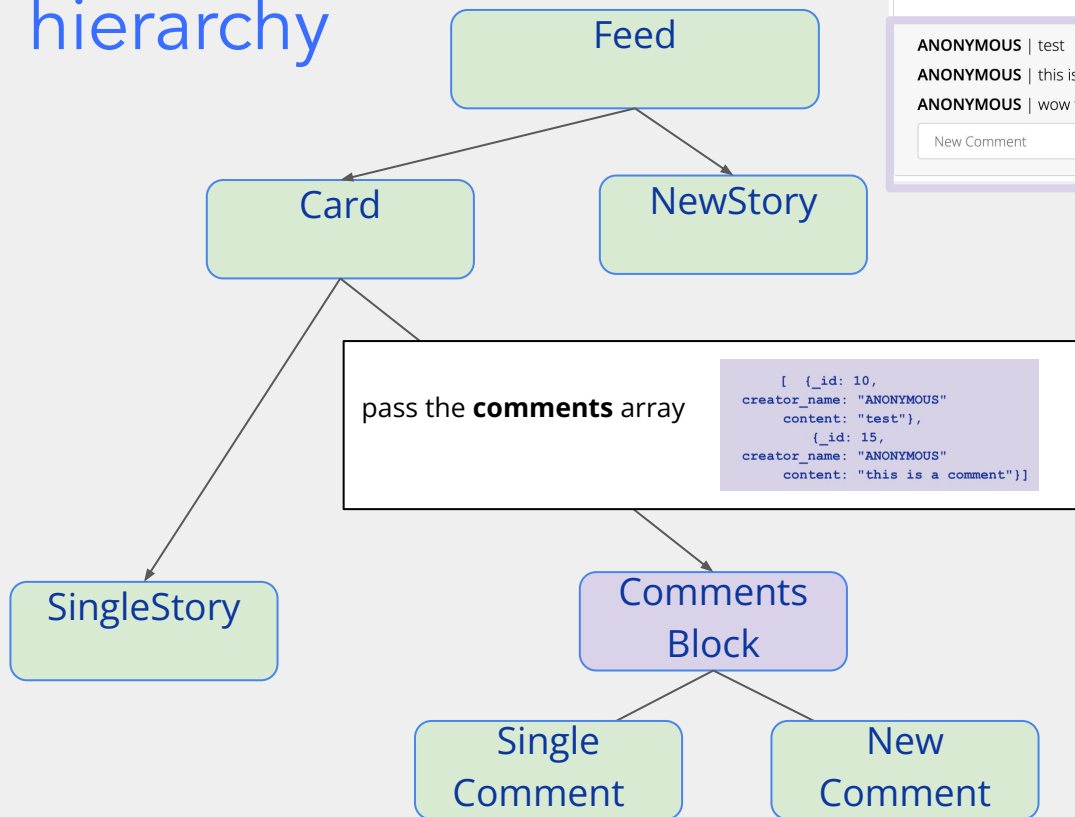 hierarchy
Feed
ANONYMOUS | test
ANONYMOUS | this is
ANONYMOUS | wow
New Comment
Card
NewStory
pass the comments array
[ {_id: 10,
creator_name: "ANONYMOUS"
content: "test"},
{_id: 15,
creator_name: "ANONYMOUS"
content: "this is a comment"}]
SingleStory
Comments
Block
Single
Comment
New
Comment